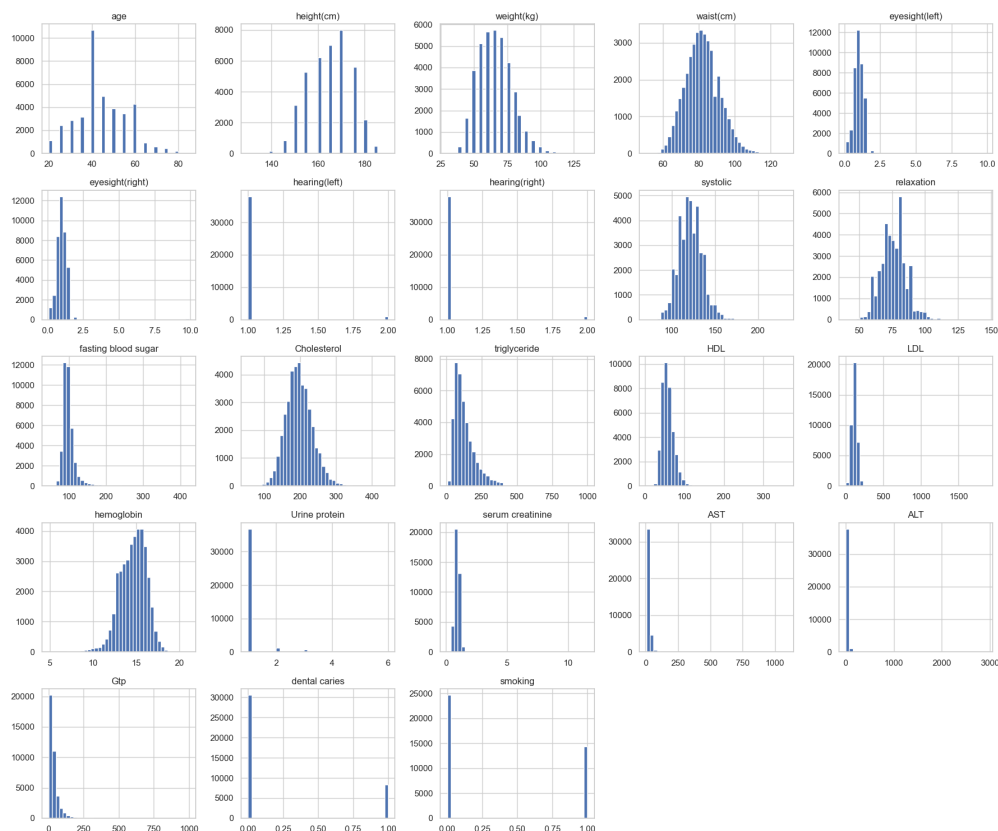 age height(cm) weight(kg) waist(cm) eyesight(left)
10000 8000 6000 3000 12000
8000 6000 5000 2000 10000
6000 4000 4000 1000 8000
4000 2000 3000 0 6000
2000 0 2000 4000
0 1000 2000
0 0
20 40 60 80 140 160 180 200 25 50 75 100 125 60 80 100 120 0.0 2.5 5.0 7.5 10.0
eyesight(right) hearing(left) hearing(right) systolic relaxation
12000 30000 30000 5000 6000
10000 20000 20000 4000 5000
8000 10000 10000 3000 4000
6000 0 0 2000 3000
4000 1000 2000
2000 0 1000
0 0
0.0 2.5 5.0 7.5 10.0 1.00 1.25 1.50 1.75 2.00 1.00 1.25 1.50 1.75 2.00 100 150 200 50 75 100 125 150
fasting blood sugar Cholesterol triglyceride HDL LDL
12000 4000 8000 10000 20000
10000 3000 6000 8000 15000
8000 2000 4000 6000 10000
6000 1000 2000 4000 5000
4000 0 0 2000 0
2000 0
0
100 200 300 400 100 200 300 400 0 250 500 750 1000 100 200 300 0 500 1000 1500
hemoglobin Urine protein serum creatinine AST ALT
4000 30000 20000 30000 30000
3000 20000 15000 20000 20000
2000 10000 10000 10000 10000
1000 0 5000 0 0
0 0
5 10 15 20 2 4 6 0 5 10 0 250 500 750 1000 0 1000 2000 3000
Gtp dental caries smoking
20000 30000 25000
15000 25000 20000
10000 20000 15000
5000 15000 10000
0 10000 5000
5000 0
0
0 250 500 750 1000 0.00 0.25 0.50 0.75 1.00 0.00 0.25 0.50 0.75 1.00